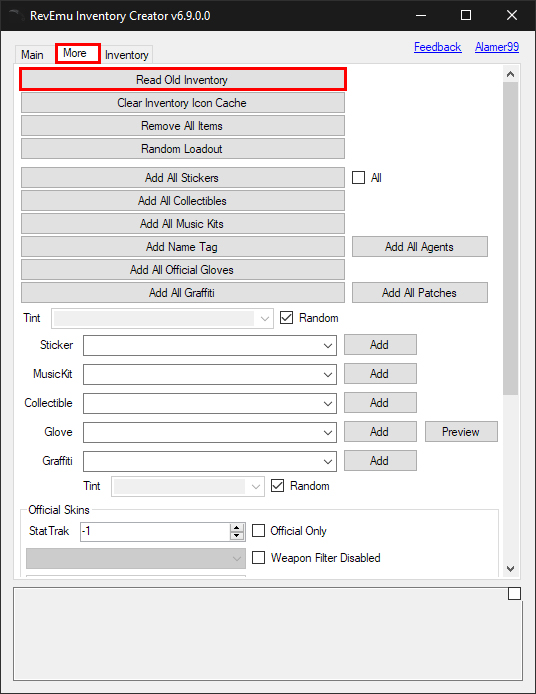 RevEmu Inventory Creator v6.9.0.0
Feedback Alamer99
Main More Inventory
Read Old Inventory
Clear Inventory Icon Cache
Remove All Items
Random Loadout
Add All Stickers All
Add All Collectibles
Add All Music Kits
Add Name Tag Add All Agents
Add All Official Gloves
Add All Graffiti Add All Patches
Tint Random
Sticker Add
MusicKit Add
Collectible Add
Glove Add Preview
Graffiti Add
Tint Random
Official Skins
StatTrak -1 Official Only
Weapon Filter Disabled